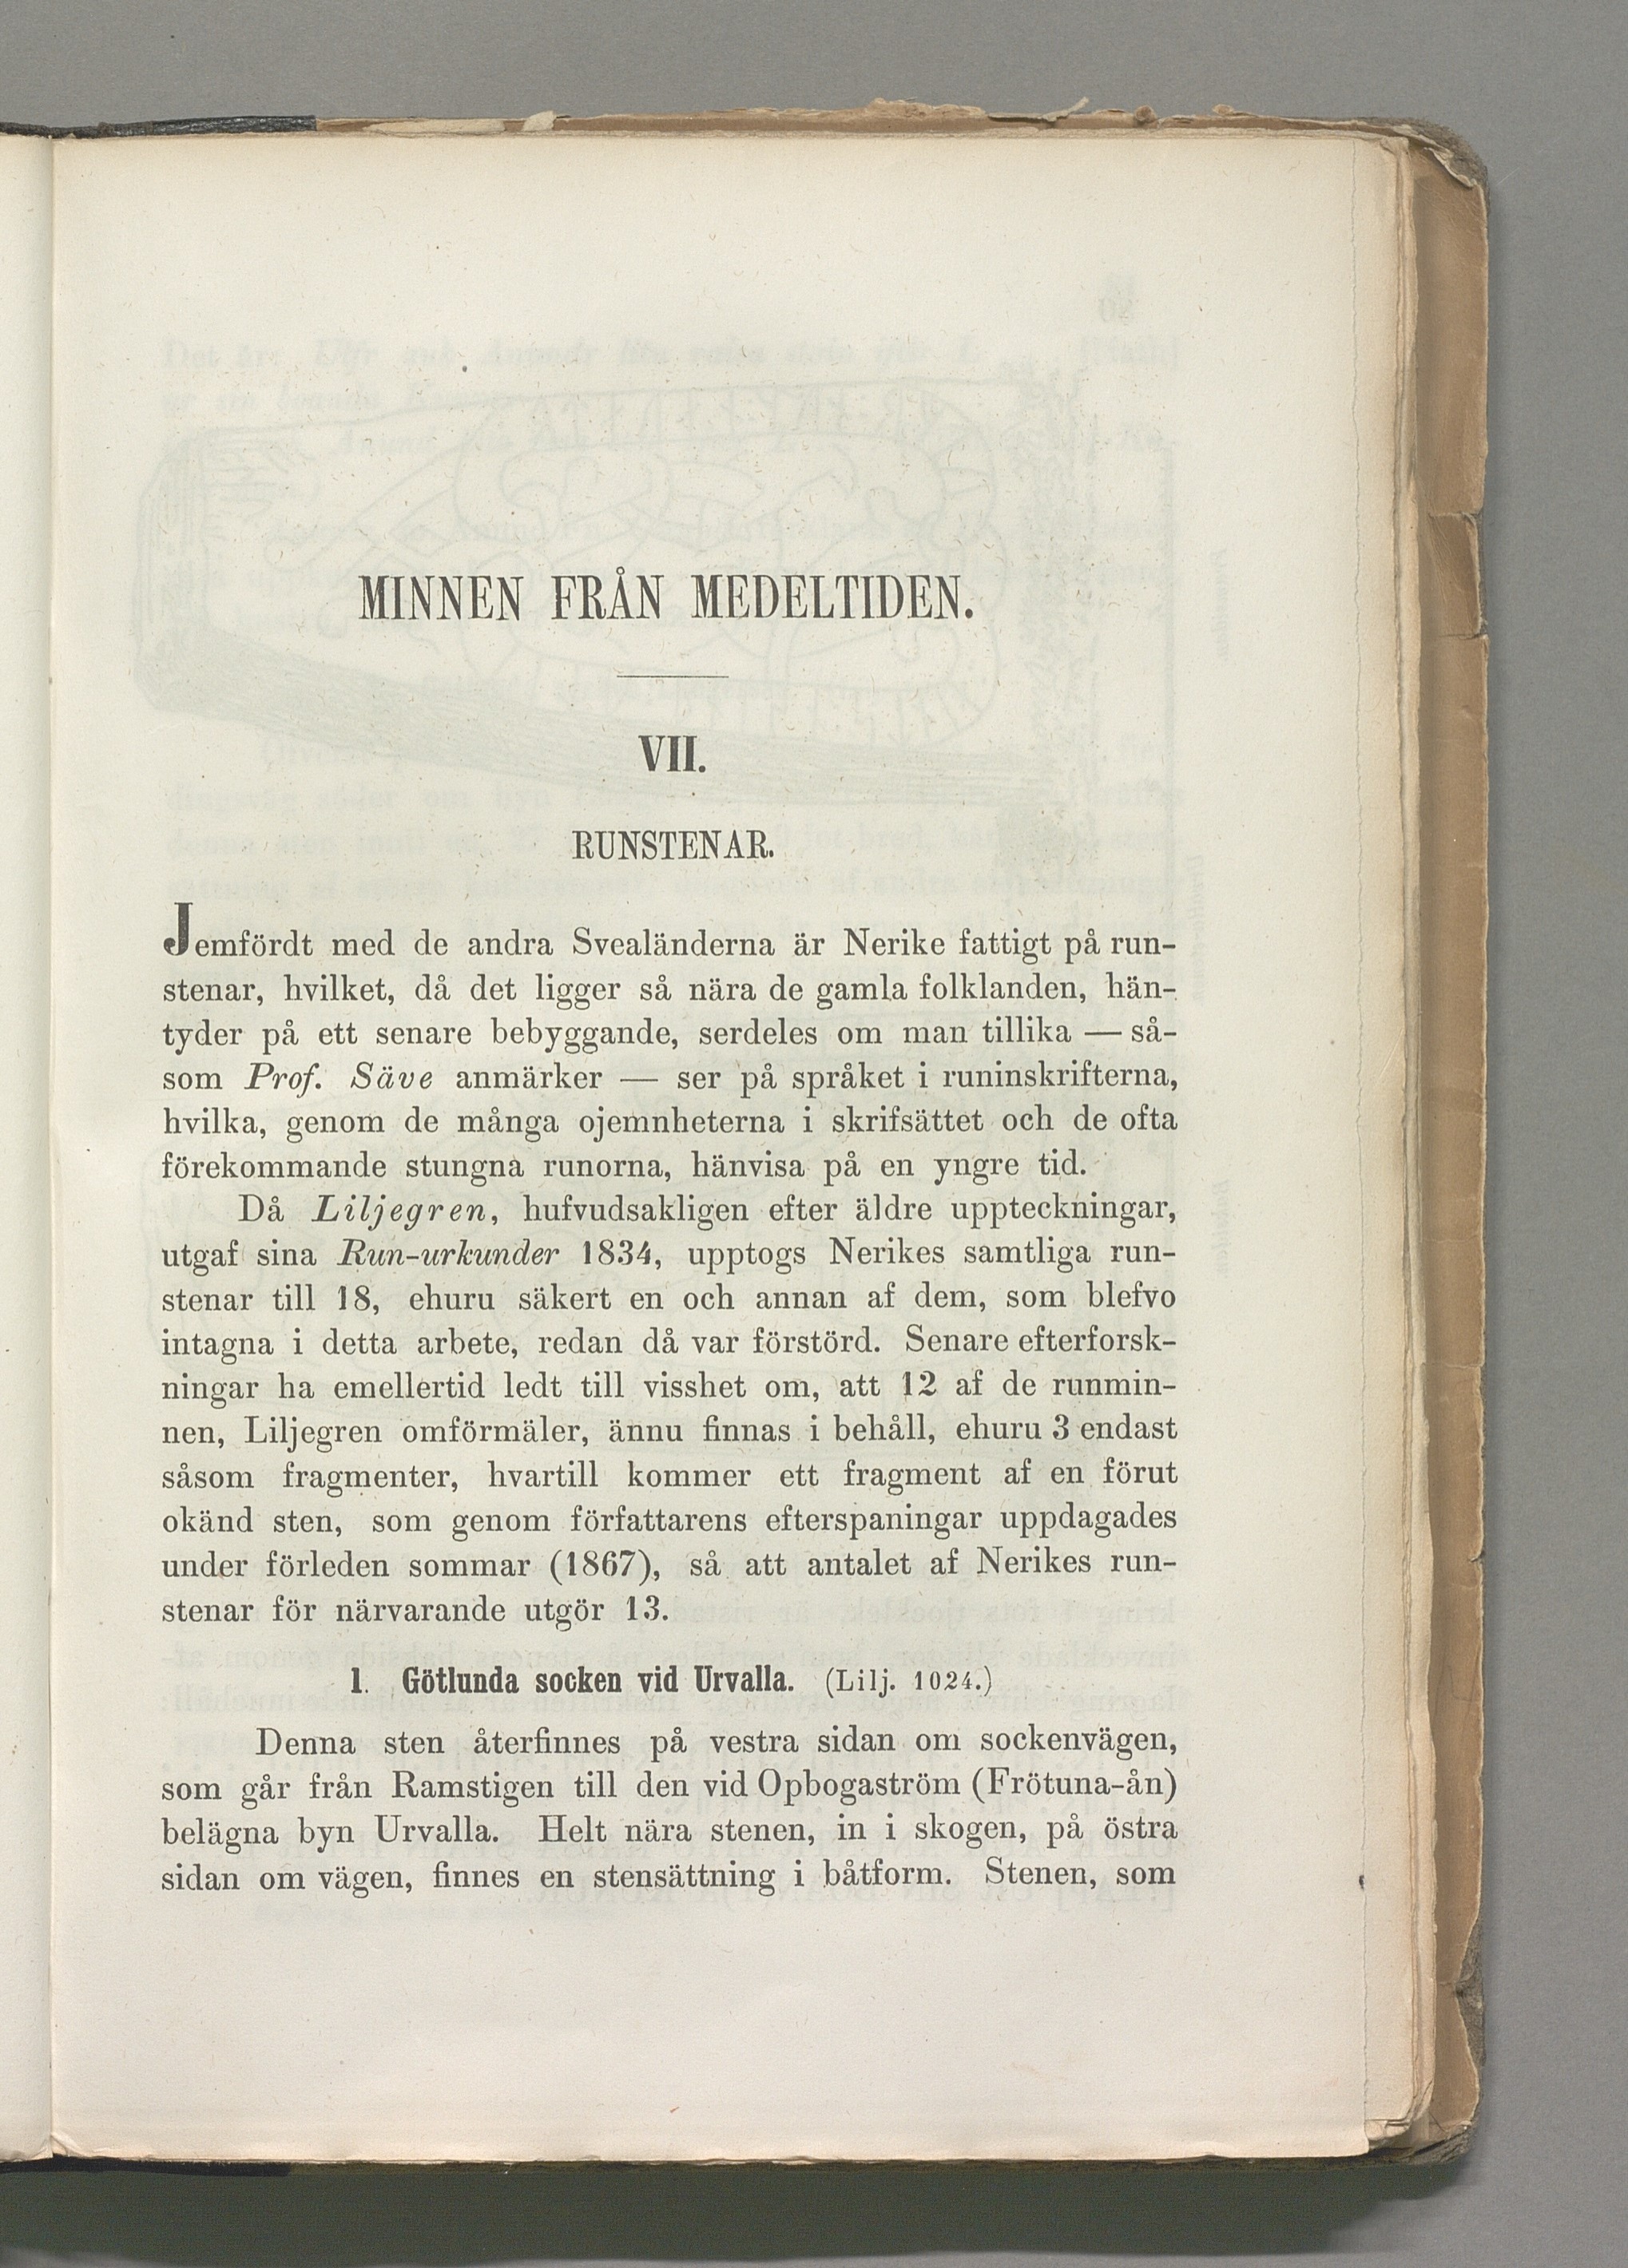 MINNEN FRÅN MEDELTIDEN.
VII.
RUNSTENAR.
Jemfördt med de andra Svealänderna är Nerike fattigt på run-
stenar, hvilket, då det ligger så nära de gamla folklanden, hän-
tyder på ett senare bebyggande, serdeles om man tillika — så-
som Prof. Säve anmärker — ser på språket i runinskrifterna,
hvilka, genom de många ojemnheterna i skrifsättet och de ofta
förekommande stungna runorna, hänvisa på en yngre tid.
Då Liljegren, hufvudsakligen efter äldre uppteckningar,
utgaf sina Run-urkunder 1834, upptogs Nerikes samtliga run-
stenar till 18, ehuru säkert en och annan af dem, som blefvo
intagna i detta arbete, redan då var förstörd. Senare efterforsk-
ningar ha emellertid ledt till visshet om, att 12 af de runmin-
nen, Liljegren omförmäler, ännu finnas i behåll, ehuru 3 endast
såsom fragmenter, hvartill kommer ett fragment af en förut
okänd sten, som genom författarens efterspaningar uppdagades
under förleden sommar (1867), så att antalet af Nerikes run-
stenar för närvarande utgör 13.
1. Götlunda socken vid Urvalla. (Lilj. 1024.)
Denna sten återfinnes på vestra sidan om sockenvägen,
som går från Ramstigen till den vid Opbogaström (Frötuna-ån)
belägna byn Urvalla. Helt nära stenen, in i skogen, på östra
sidan om vägen, finnes en stensättning i båtform. Stenen, som